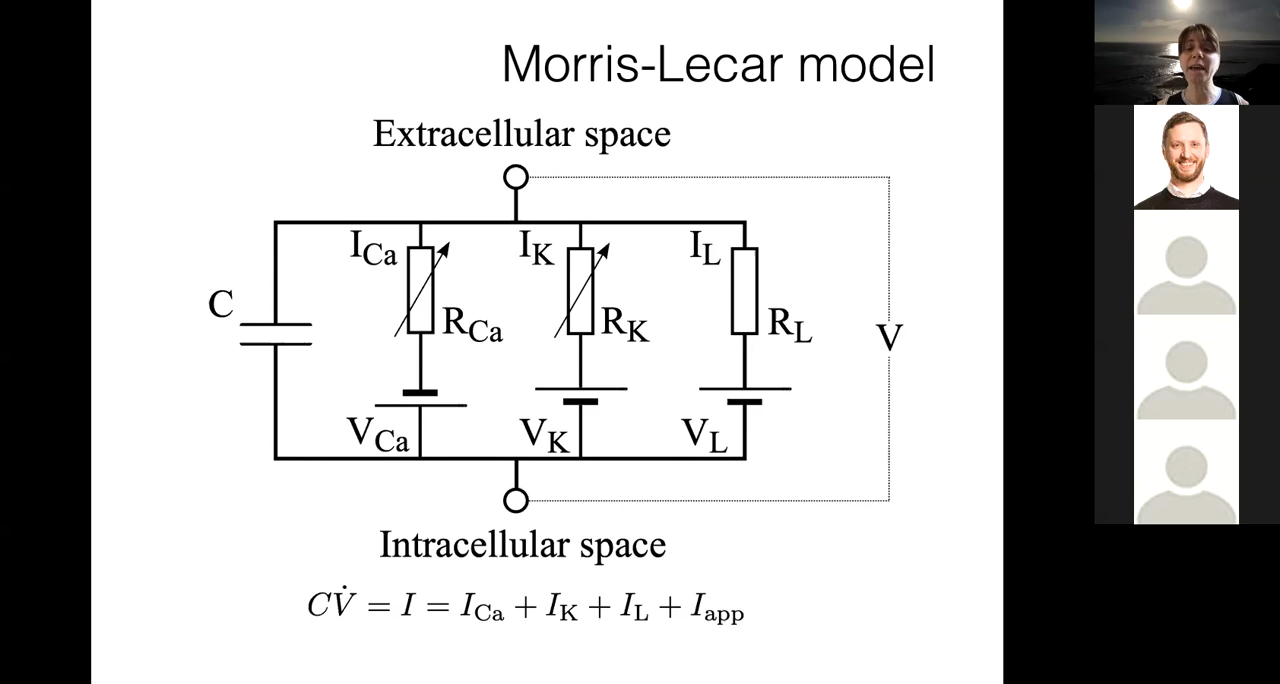 Morris-Lecar model
Extracellular space
I_Ca I_K I_L
C R_Ca R_K R_L V
V_Ca V_K V_L
Intracellular space
CV̇ = I = I_Ca + I_K + I_L + I_app